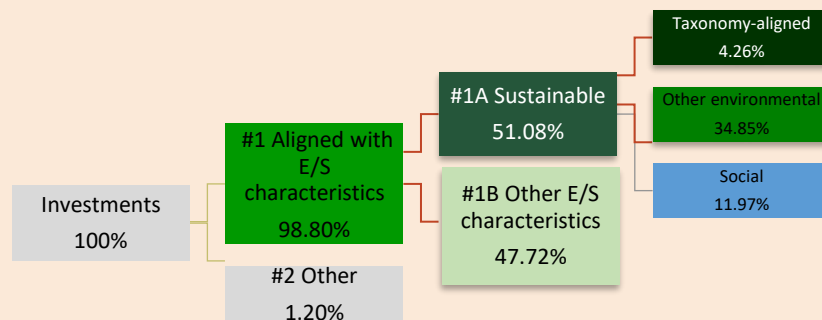 Investments
100%
#1 Aligned with
E/S
characteristics
98.80%
#2 Other
1.20%
#1A Sustainable
51.08%
#1B Other E/S
characteristics
47.72%
Taxonomy-aligned
4.26%
Other environmental
34.85%
Social
11.97%